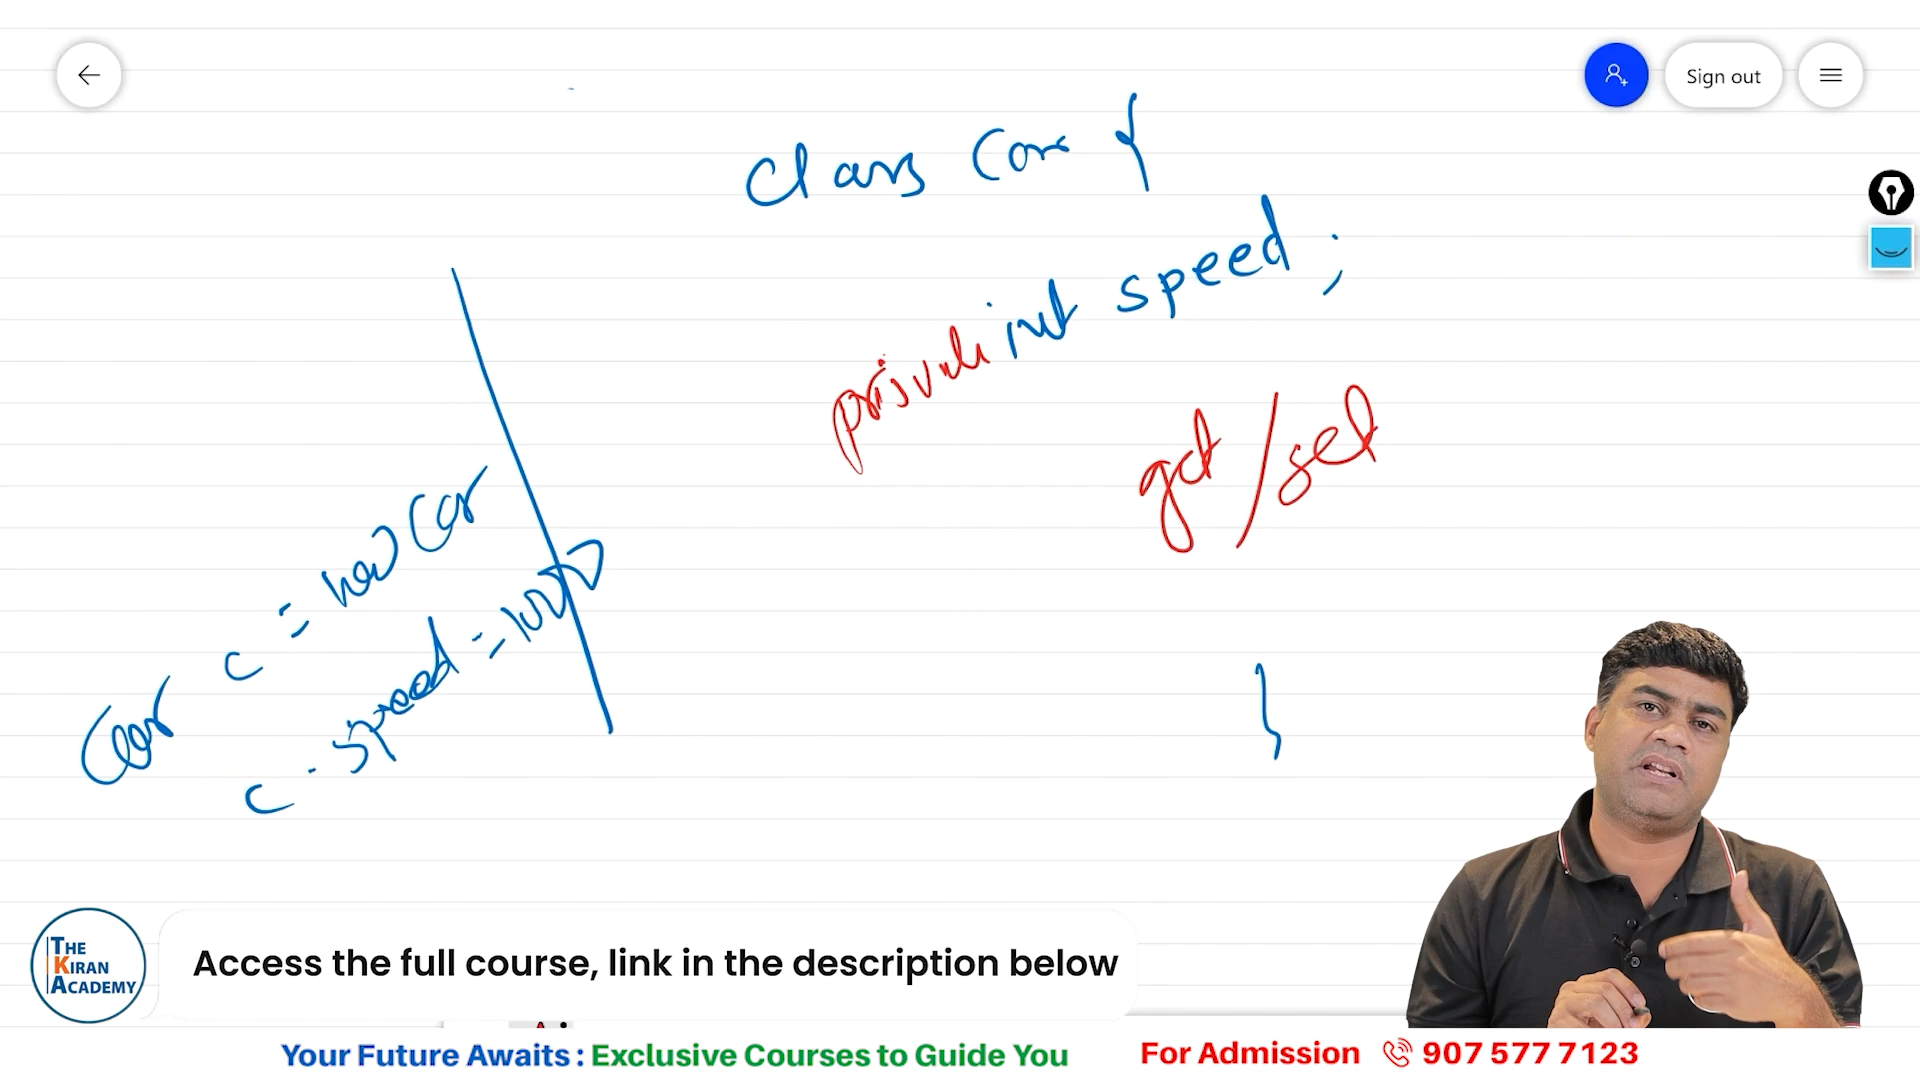 Sign out
Class Car {
private int speed ;
get/set
Car c = new Car
c . speed = 1000
}
THE
KIRAN
ACADEMY
Access the full course, link in the description below
Your Future Awaits : Exclusive Courses to Guide You
For Admission 907 577 7123